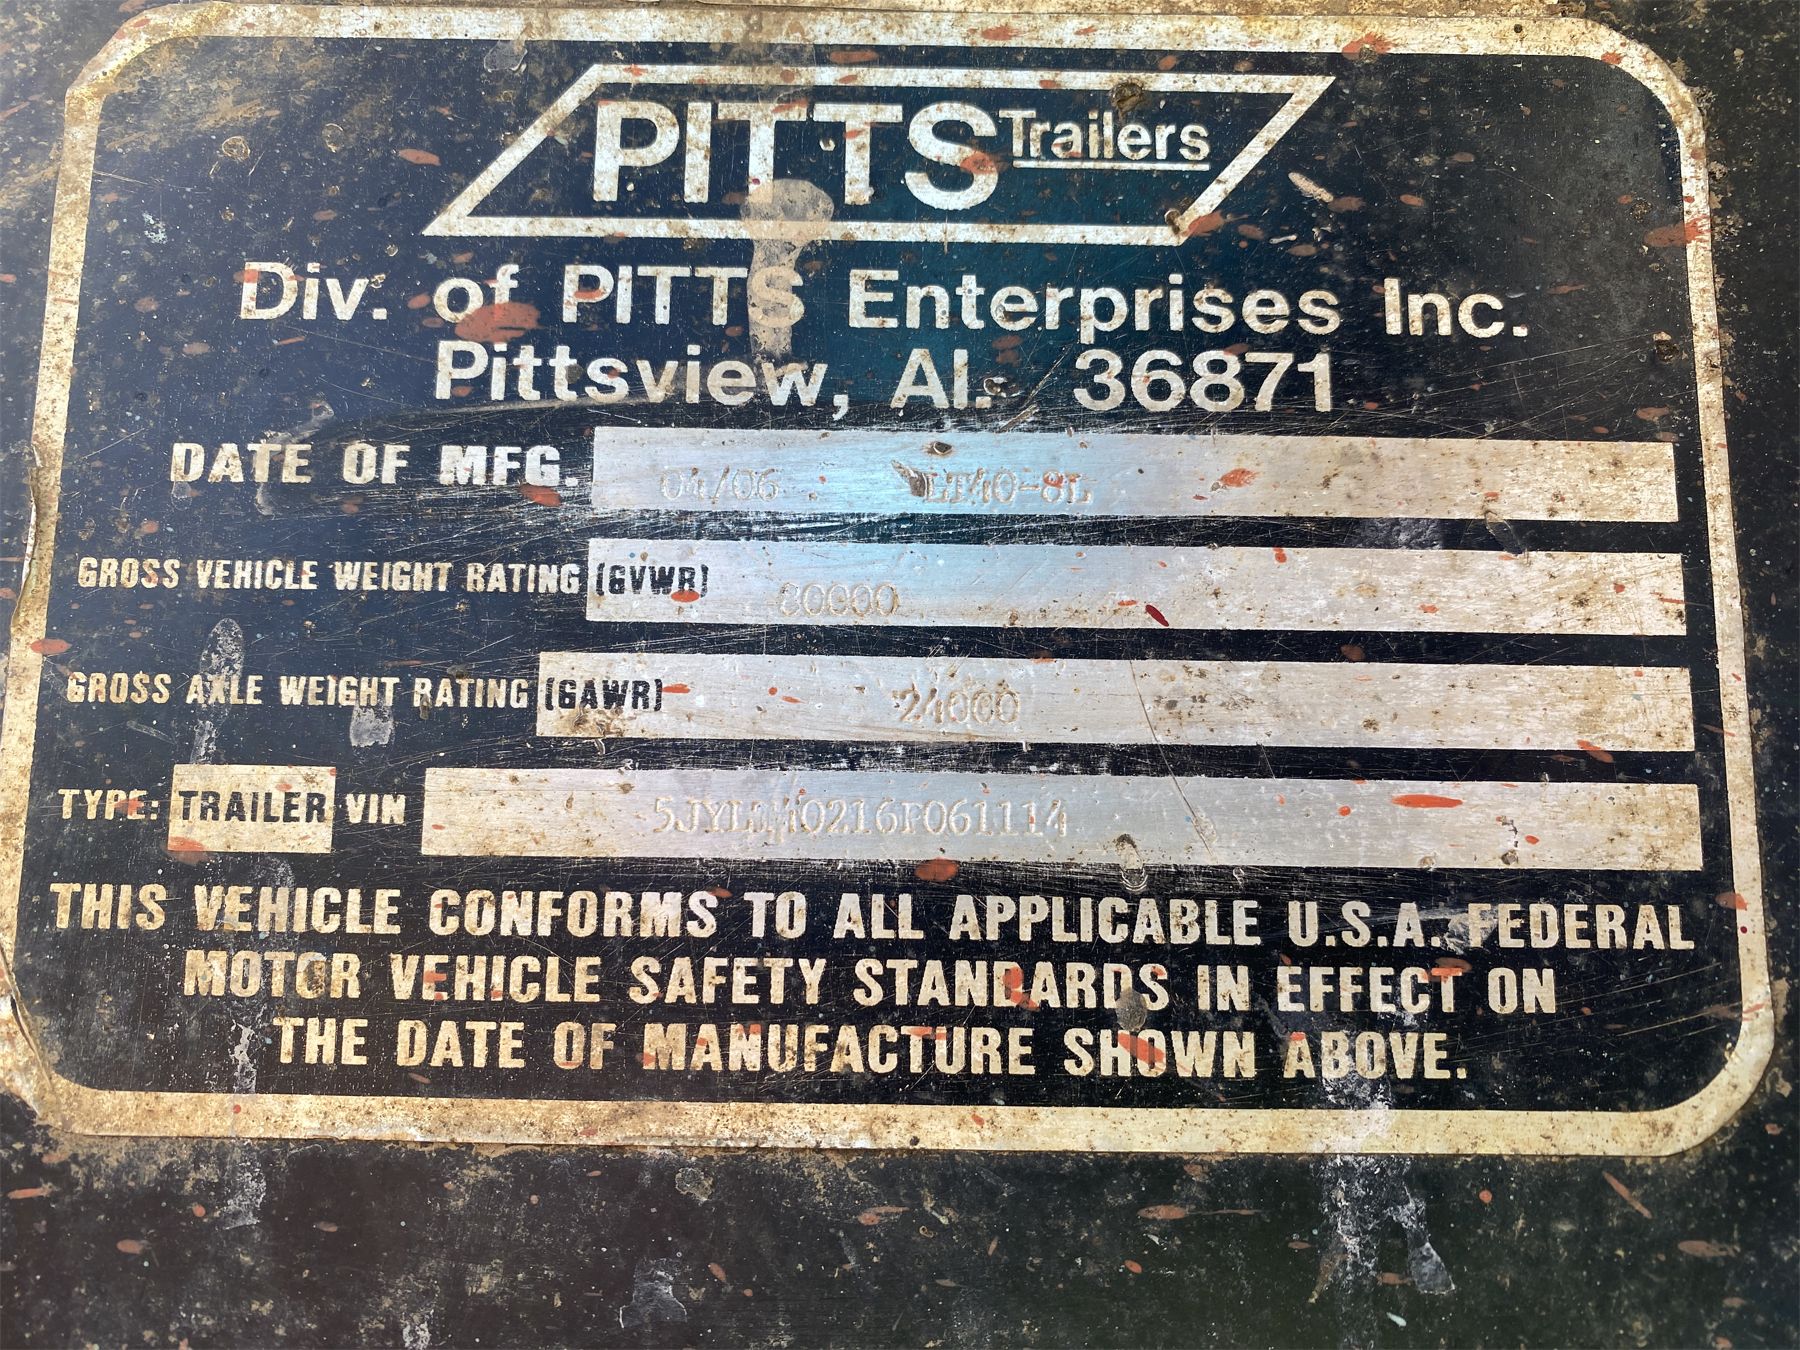 PITTS Trailers
Div. of PITTS Enterprises Inc.
Pittsview, Al. 36871
DATE OF MFG. 04/06 LT40-8L
GROSS VEHICLE WEIGHT RATING (GVWR) 80000
GROSS AXLE WEIGHT RATING (GAWR) 24000
TYPE: TRAILER VIN
THIS VEHICLE CONFORMS TO ALL APPLICABLE U.S.A. FEDERAL
MOTOR VEHICLE SAFETY STANDARDS IN EFFECT ON
THE DATE OF MANUFACTURE SHOWN ABOVE.